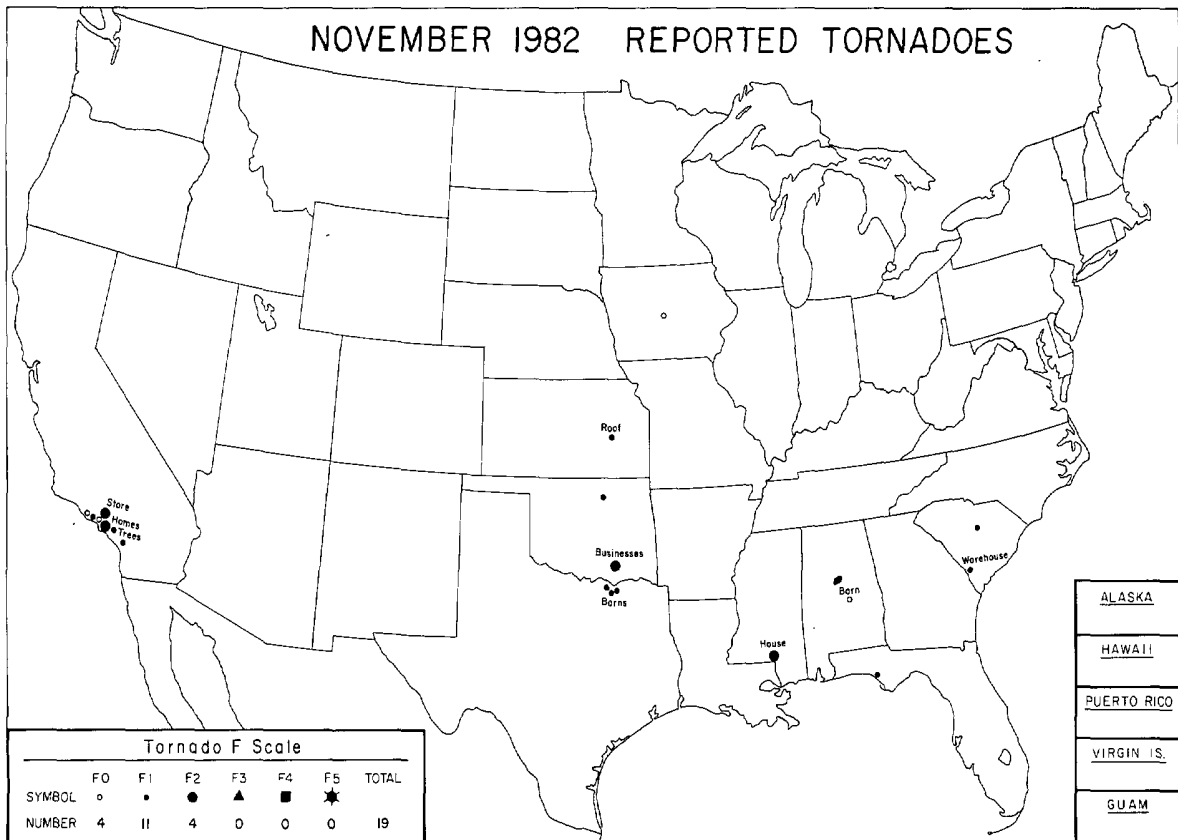 NOVEMBER 1982 REPORTED TORNADOES
Roof
Store
Homes
Trees
Businesses
Barns
Warehouse
Barn
House
ALASKA
HAWAII
PUERTO RICO
VIRGIN IS.
GUAM
Tornado F Scale
F0 F1 F2 F3 F4 F5 TOTAL
SYMBOL
NUMBER 4 11 4 0 0 0 19